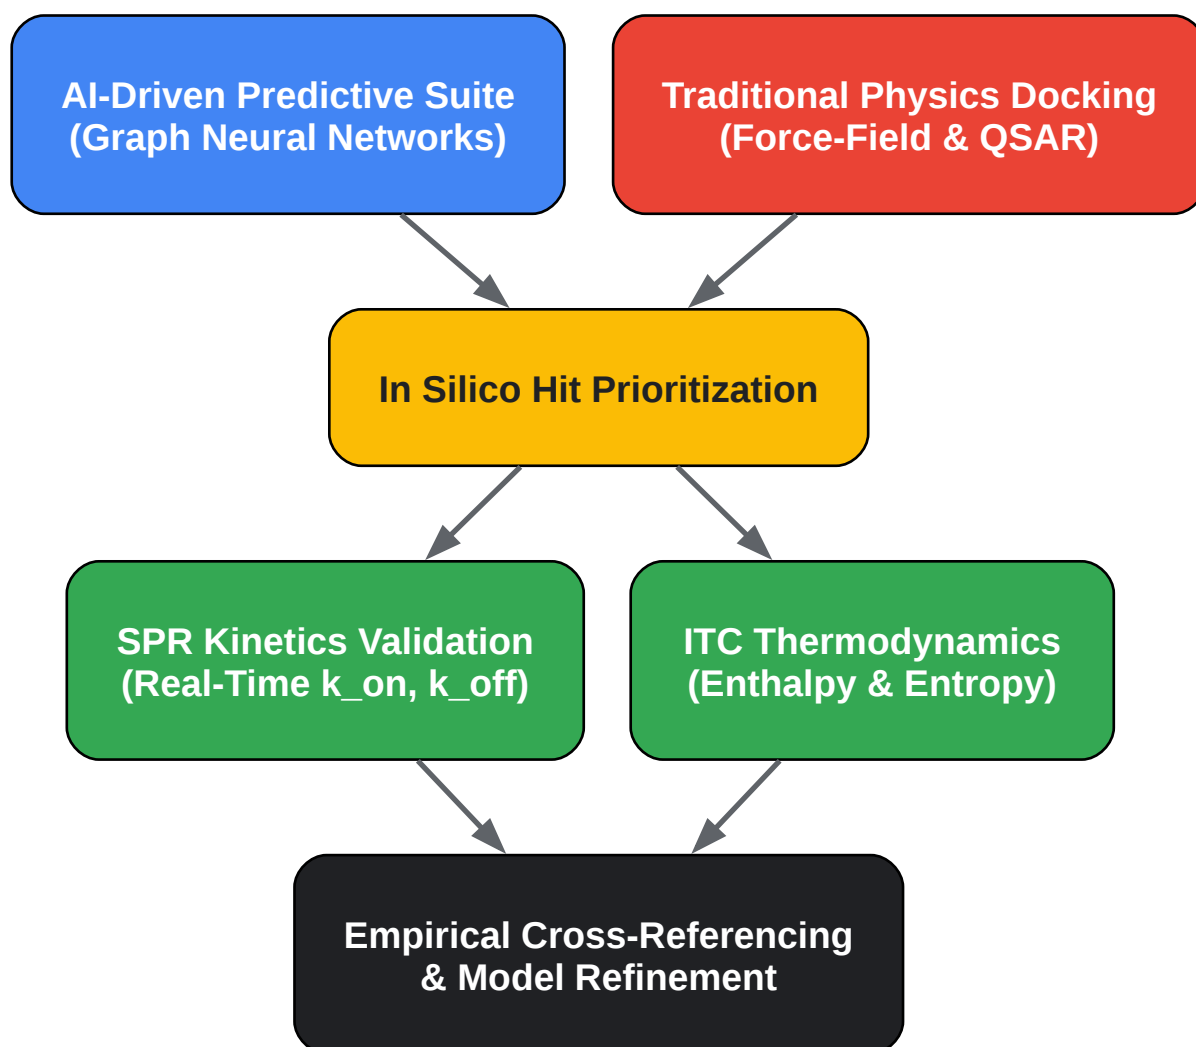 AI-Driven Predictive Suite
(Graph Neural Networks)
Traditional Physics Docking
(Force-Field & QSAR)
In Silico Hit Prioritization
SPR Kinetics Validation
(Real-Time k_on, k_off)
ITC Thermodynamics
(Enthalpy & Entropy)
Empirical Cross-Referencing
& Model Refinement